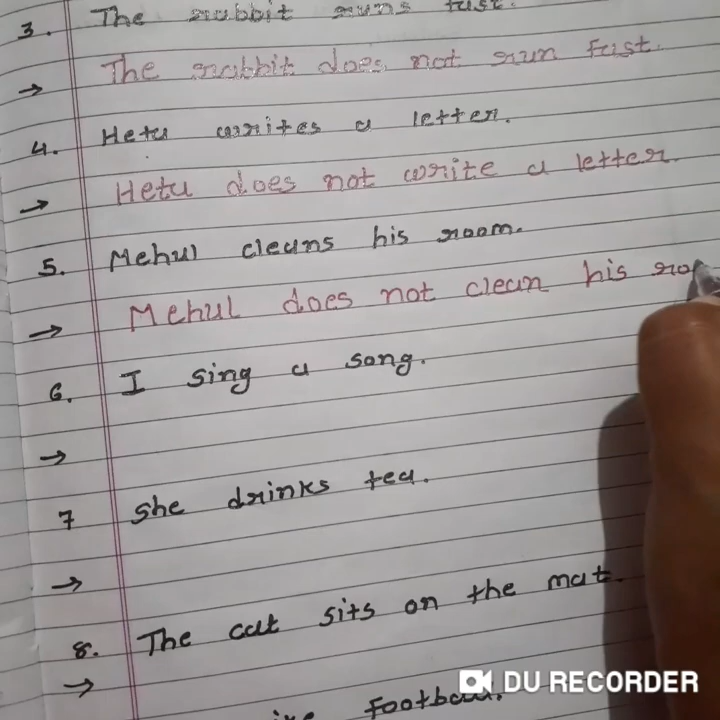 3. The rabbit runs fast.
→ The rabbit does not run fast.
4. Hetu writes a letter.
→ Hetu does not write a letter.
5. Mehul cleans his room.
→ Mehul does not clean his roo
6. I sing a song.
→
7 She drinks tea.
→
8. The cat sits on the mat.
→
football.
DU RECORDER